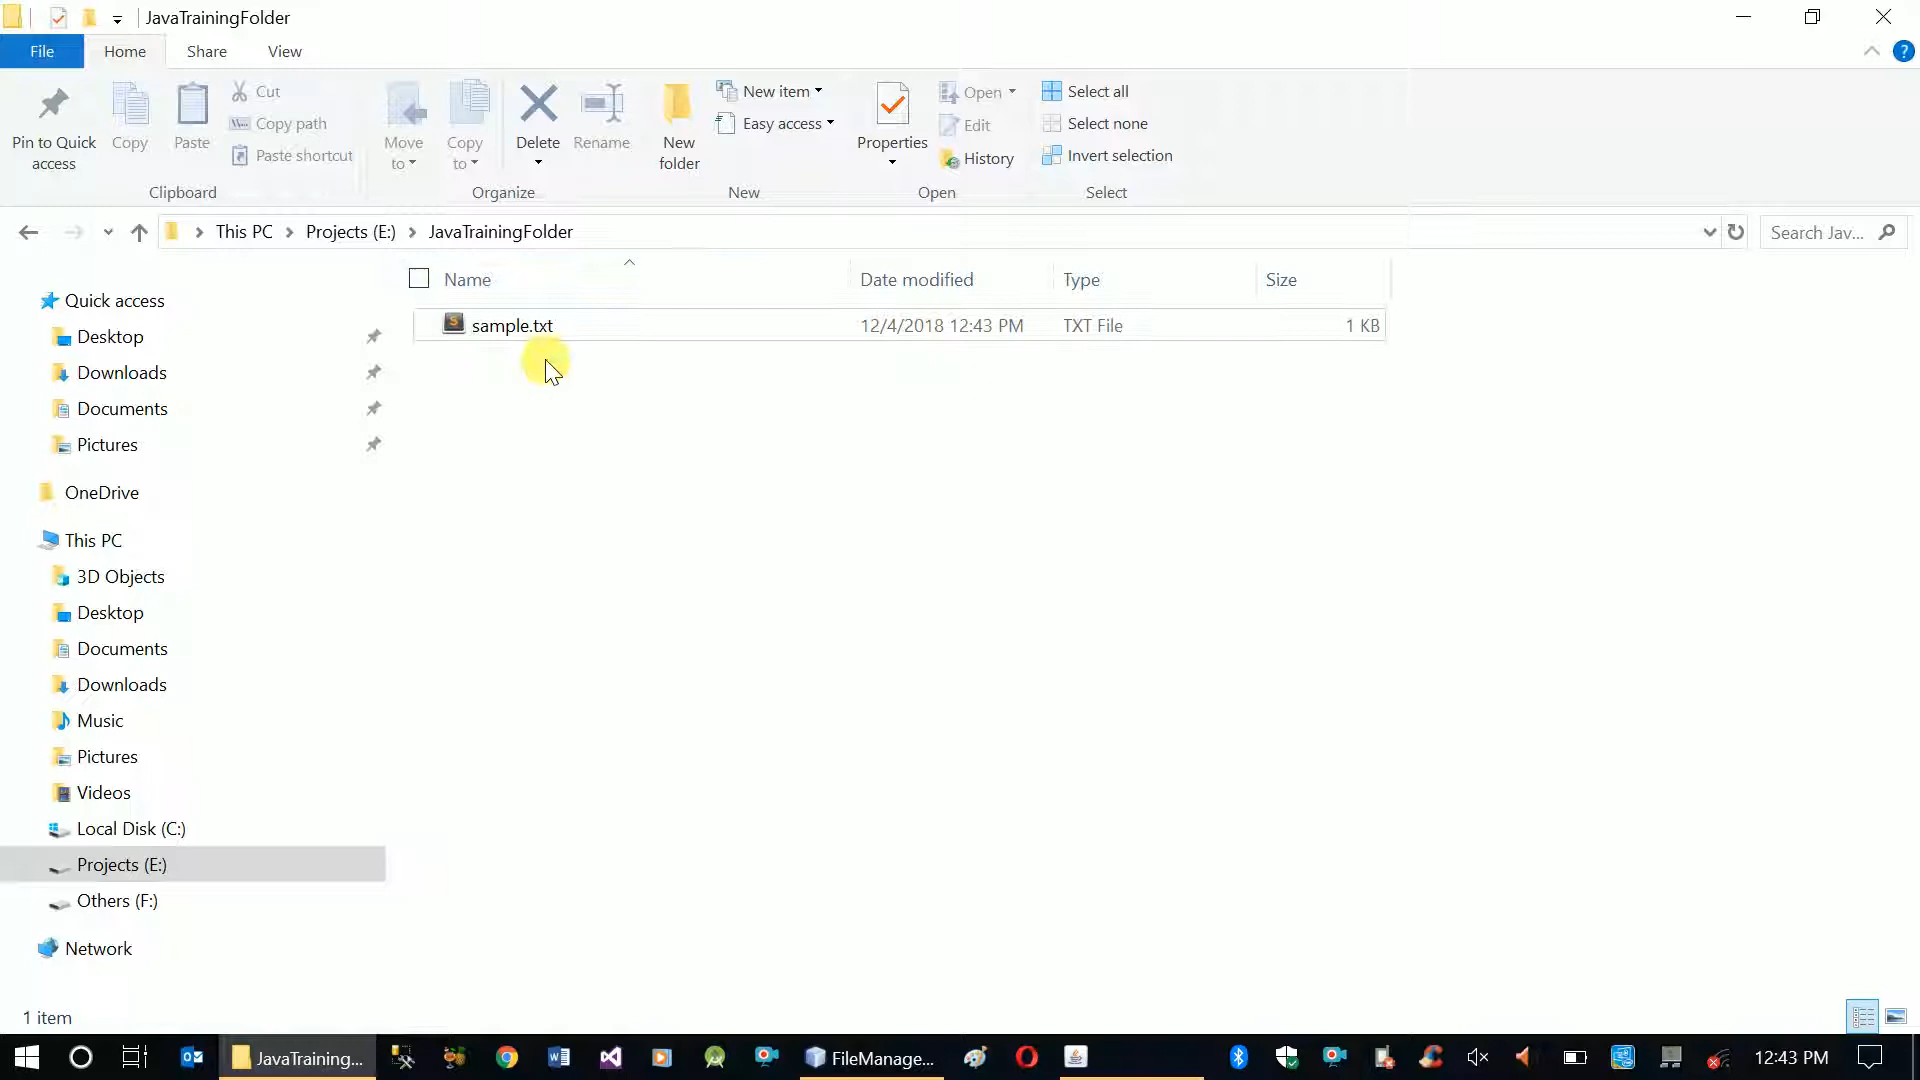 JavaTrainingFolder
File Home Share View
Pin to Quick access
Copy
Paste
Cut
Copy path
Paste shortcut
Clipboard
Move to
Copy to
Delete
Rename
Organize
New folder
New item
Easy access
New
Properties
Open
Edit
History
Open
Select all
Select none
Invert selection
Select
This PC Projects (E:) JavaTrainingFolder
Search Jav...
Name Date modified Type Size
sample.txt 12/4/2018 12:43 PM TXT File 1 KB
Quick access
Desktop
Downloads
Documents
Pictures
OneDrive
This PC
3D Objects
Desktop
Documents
Downloads
Music
Pictures
Videos
Local Disk (C:)
Projects (E:)
Others (F:)
Network
1 item
JavaTraining...
FileManage...
12:43 PM